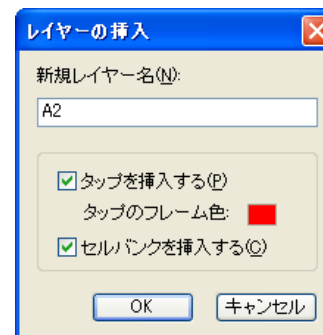 レイヤーの挿入
新規レイヤー名(N):
A2
タップを挿入する(P)
タップのフレーム色:
セルバンクを挿入する(C)
OK キャンセル